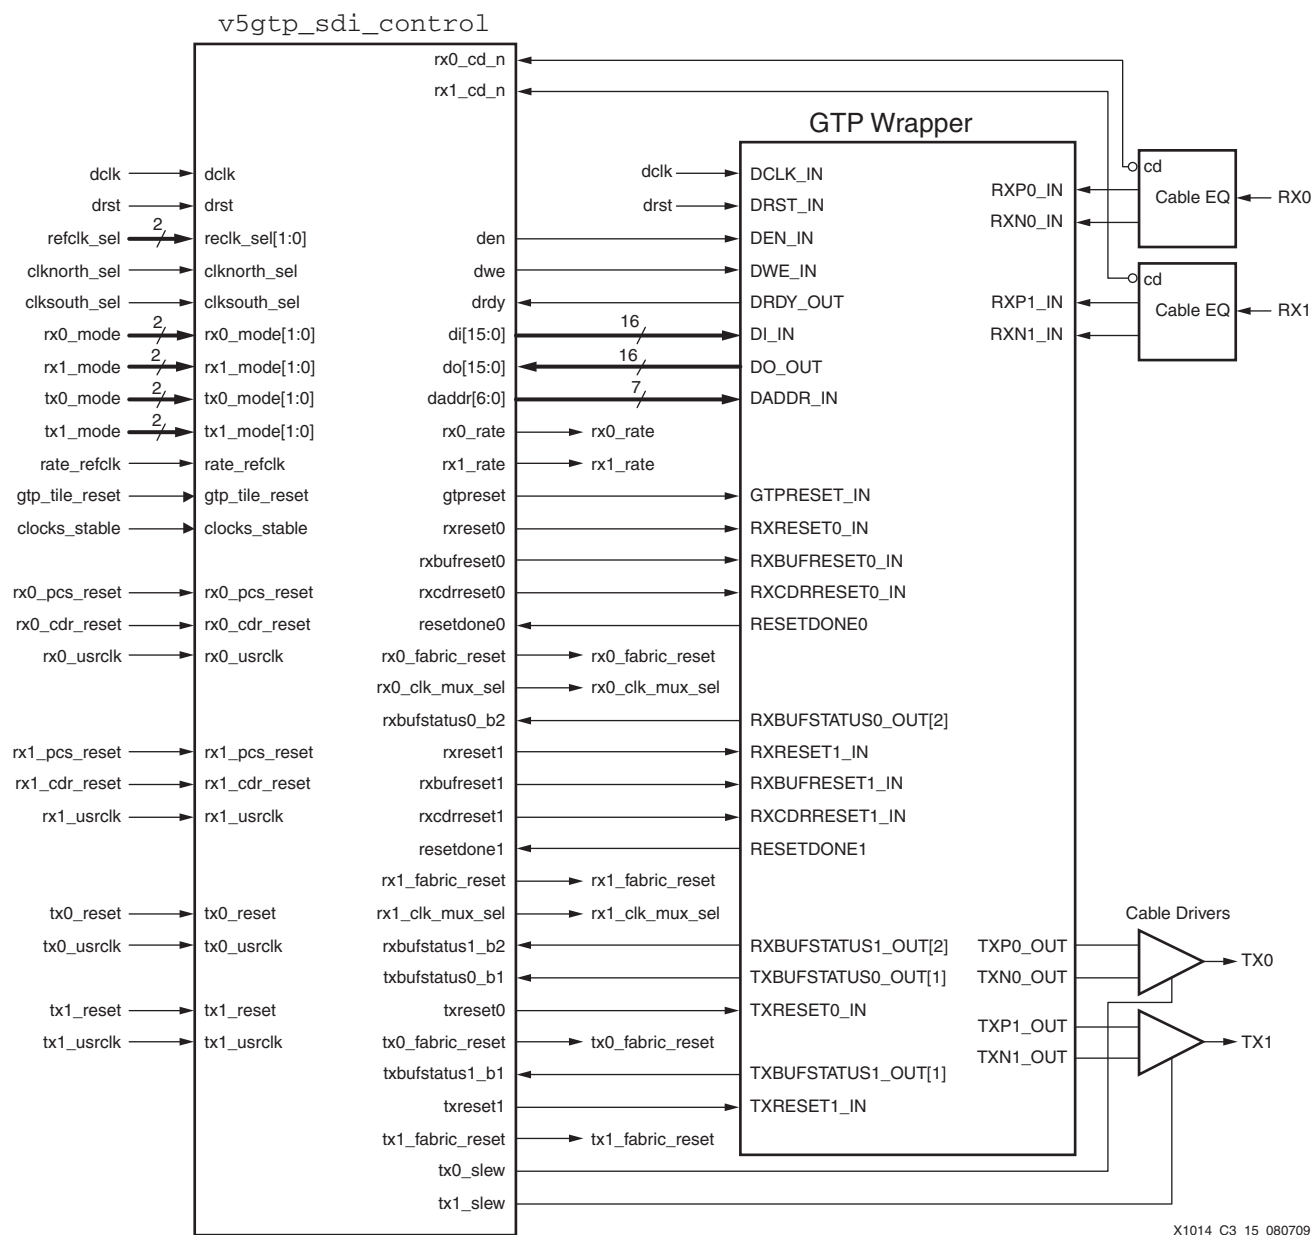 v5gtp_sdi_control
rx0_cd_n
rx1_cd_n
GTP Wrapper
dclk dclk dclk DCLK_IN cd
RXP0_IN Cable EQ RX0
drst drst drst DRST_IN
RXN0_IN
refclk_sel 2 reclk_sel[1:0] den DEN_IN
clknorth_sel clknorth_sel dwe DWE_IN cd
clksouth_sel clksouth_sel drdy DRDY_OUT RXP1_IN Cable EQ RX1
rx0_mode 2 rx0_mode[1:0] di[15:0] 16 DI_IN RXN1_IN
rx1_mode 2 rx1_mode[1:0] do[15:0] 16 DO_OUT
tx0_mode 2 tx0_mode[1:0] daddr[6:0] 7 DADDR_IN
tx1_mode 2 tx1_mode[1:0] rx0_rate rx0_rate
rate_refclk rate_refclk rx1_rate rx1_rate
gtp_tile_reset gtp_tile_reset gtpreset GTPRESET_IN
clocks_stable clocks_stable rxreset0 RXRESET0_IN
rxbufreset0 RXBUFRESET0_IN
rx0_pcs_reset rx0_pcs_reset rxcdrreset0 RXCDRRESET0_IN
rx0_cdr_reset rx0_cdr_reset resetdone0 RESETDONE0
rx0_usrclk rx0_usrclk rx0_fabric_reset rx0_fabric_reset
rx0_clk_mux_sel rx0_clk_mux_sel
rxbufstatus0_b2 RXBUFSTATUS0_OUT[2]
rx1_pcs_reset rx1_pcs_reset rxreset1 RXRESET1_IN
rx1_cdr_reset rx1_cdr_reset rxbufreset1 RXBUFRESET1_IN
rx1_usrclk rx1_usrclk rxcdrreset1 RXCDRRESET1_IN
resetdone1 RESETDONE1
rx1_fabric_reset rx1_fabric_reset
tx0_reset tx0_reset rx1_clk_mux_sel rx1_clk_mux_sel Cable Drivers
tx0_usrclk tx0_usrclk rxbufstatus1_b2 RXBUFSTATUS1_OUT[2] TXP0_OUT TX0
txbufstatus0_b1 TXBUFSTATUS0_OUT[1] TXN0_OUT
tx1_reset tx1_reset txreset0 TXRESET0_IN
TXP1_OUT
tx1_usrclk tx1_usrclk tx0_fabric_reset tx0_fabric_reset TX1
TXN1_OUT
txbufstatus1_b1 TXBUFSTATUS1_OUT[1]
txreset1 TXRESET1_IN
tx1_fabric_reset tx1_fabric_reset
tx0_slew
tx1_slew
X1014_C3_15_080709